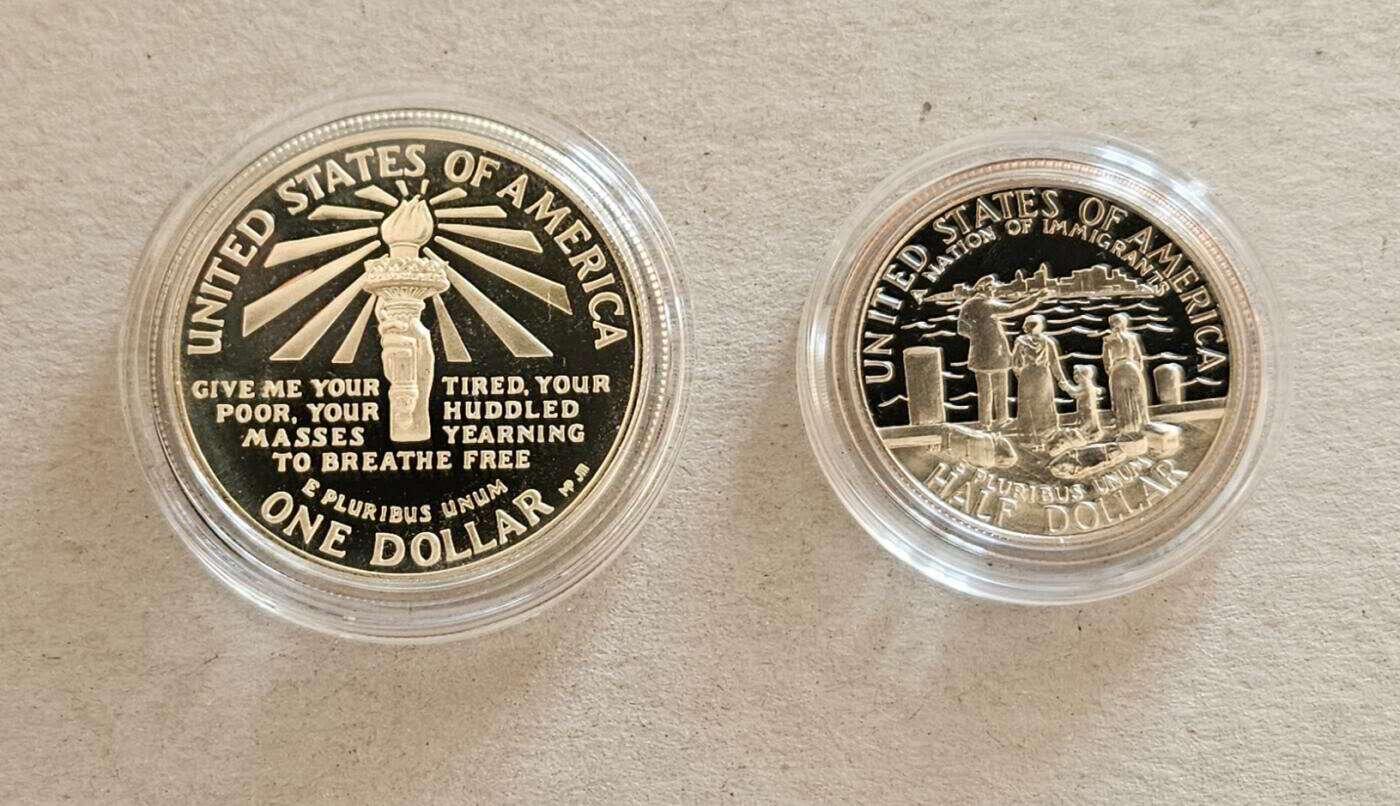 UNITED STATES OF AMERICA
GIVE ME YOUR TIRED, YOUR
POOR, YOUR HUDDLED
MASSES YEARNING
TO BREATHE FREE
E PLURIBUS UNUM
ONE DOLLAR
UNITED STATES OF AMERICA
A NATION OF IMMIGRANTS
E PLURIBUS UNUM
HALF DOLLAR